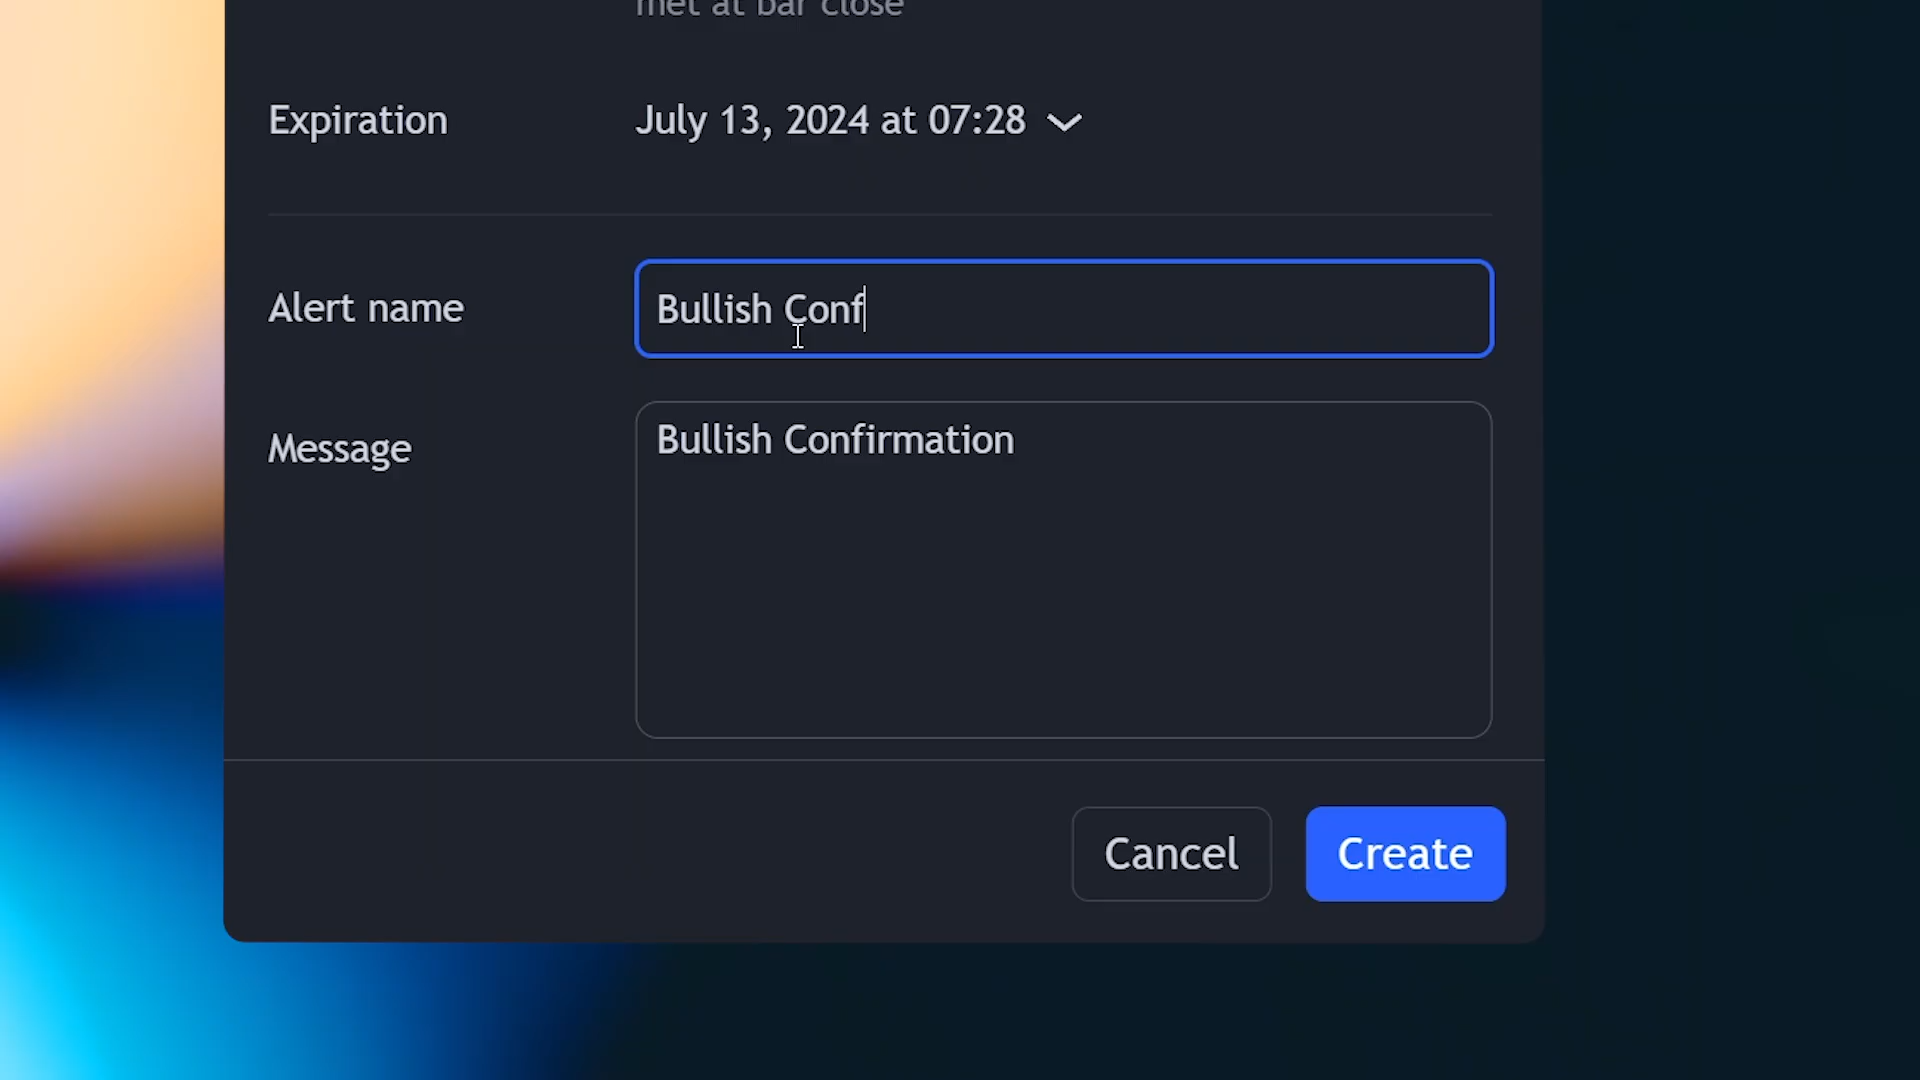 met at bar close
Expiration July 13, 2024 at 07:28
Alert name Bullish Conf
Message Bullish Confirmation
Cancel Create